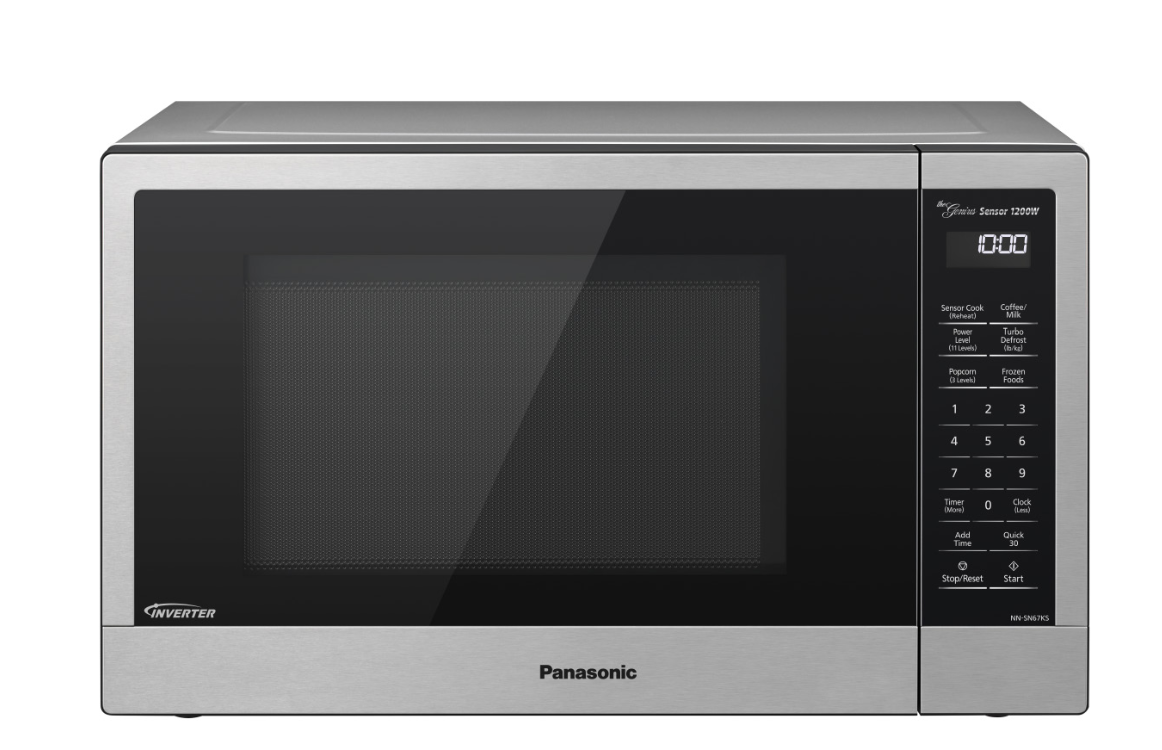 the Genius Sensor 1200W
10:00
Sensor Cook
(Reheat)
Coffee/
Milk
Power
Level
(11 Levels)
Turbo
Defrost
(lb/kg)
Popcorn
(3 Levels)
Frozen
Foods
1 2 3
4 5 6
7 8 9
Timer
(More)
0
Clock
(Less)
Add
Time
Quick
30
Stop/Reset
Start
INVERTER
NN-SN67KS
Panasonic